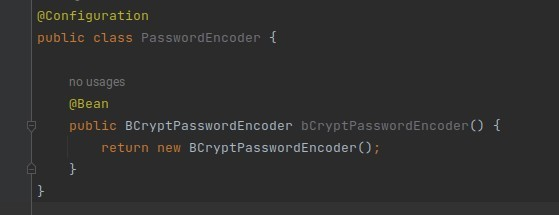 @Configuration
public class PasswordEncoder {
no usages
@Bean
public BCryptPasswordEncoder bCryptPasswordEncoder() {
return new BCryptPasswordEncoder();
}
}